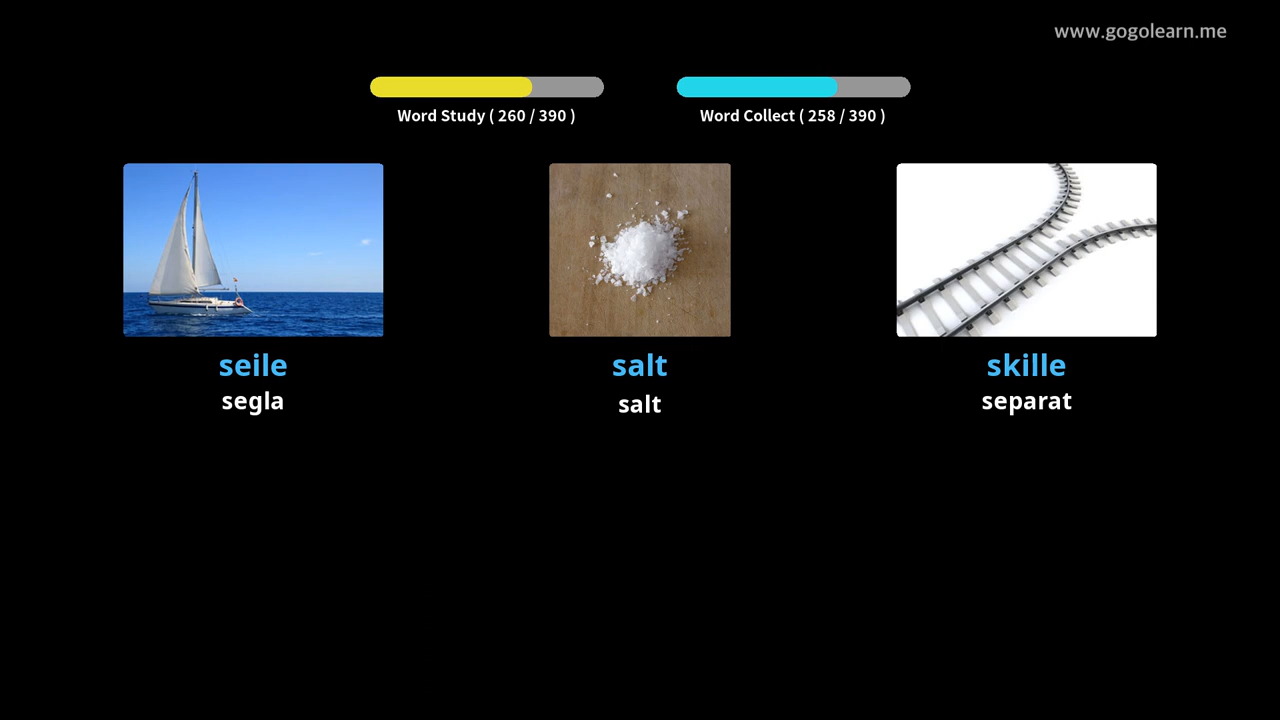 www.gogolearn.me
Word Study ( 260 / 390 )
Word Collect ( 258 / 390 )
seile
segla
salt
salt
skille
separat